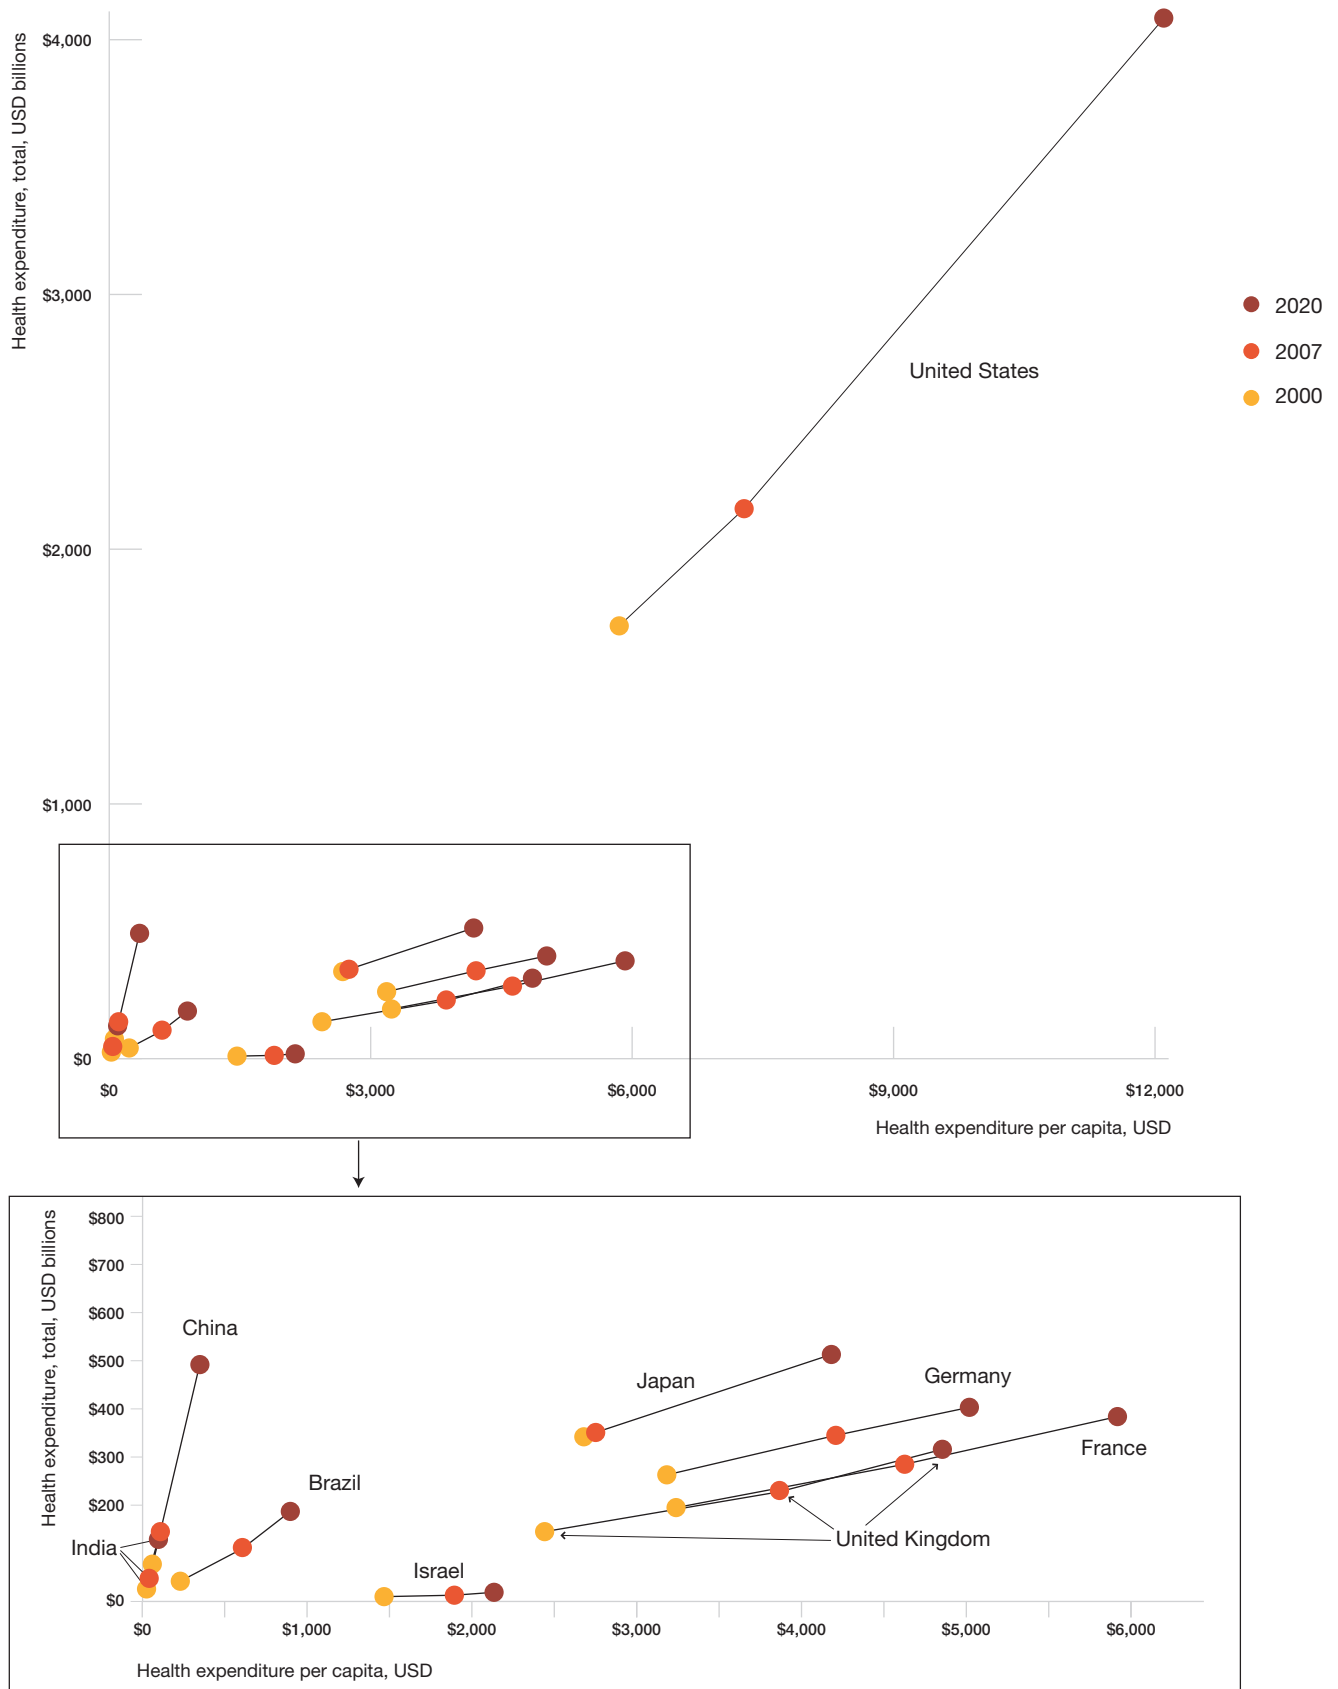 Health expenditure, total, USD billions
$4,000
$3,000
$2,000
$1,000
$0
United States
2020
2007
2000
$0
$3,000
$6,000
$9,000
$12,000
Health expenditure per capita, USD
Health expenditure, total, USD billions
$800
$700
$600
$500
$400
$300
$200
$100
$0
China
Japan
Germany
France
Brazil
United Kingdom
India
Israel
$0
$1,000
$2,000
$3,000
$4,000
$5,000
$6,000
Health expenditure per capita, USD